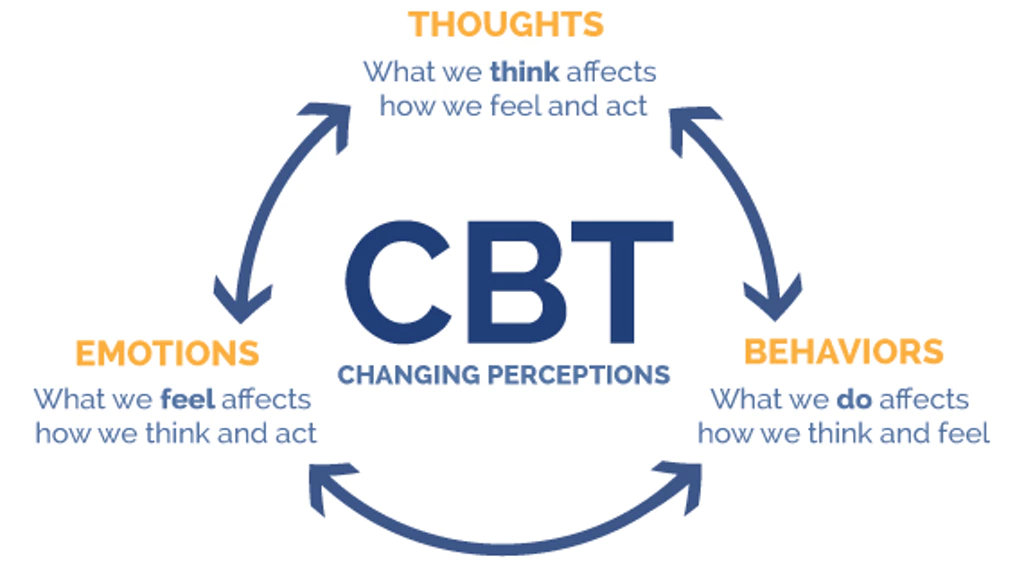 THOUGHTS
What we think affects
how we feel and act
CBT
CHANGING PERCEPTIONS
EMOTIONS
What we feel affects
how we think and act
BEHAVIORS
What we do affects
how we think and feel